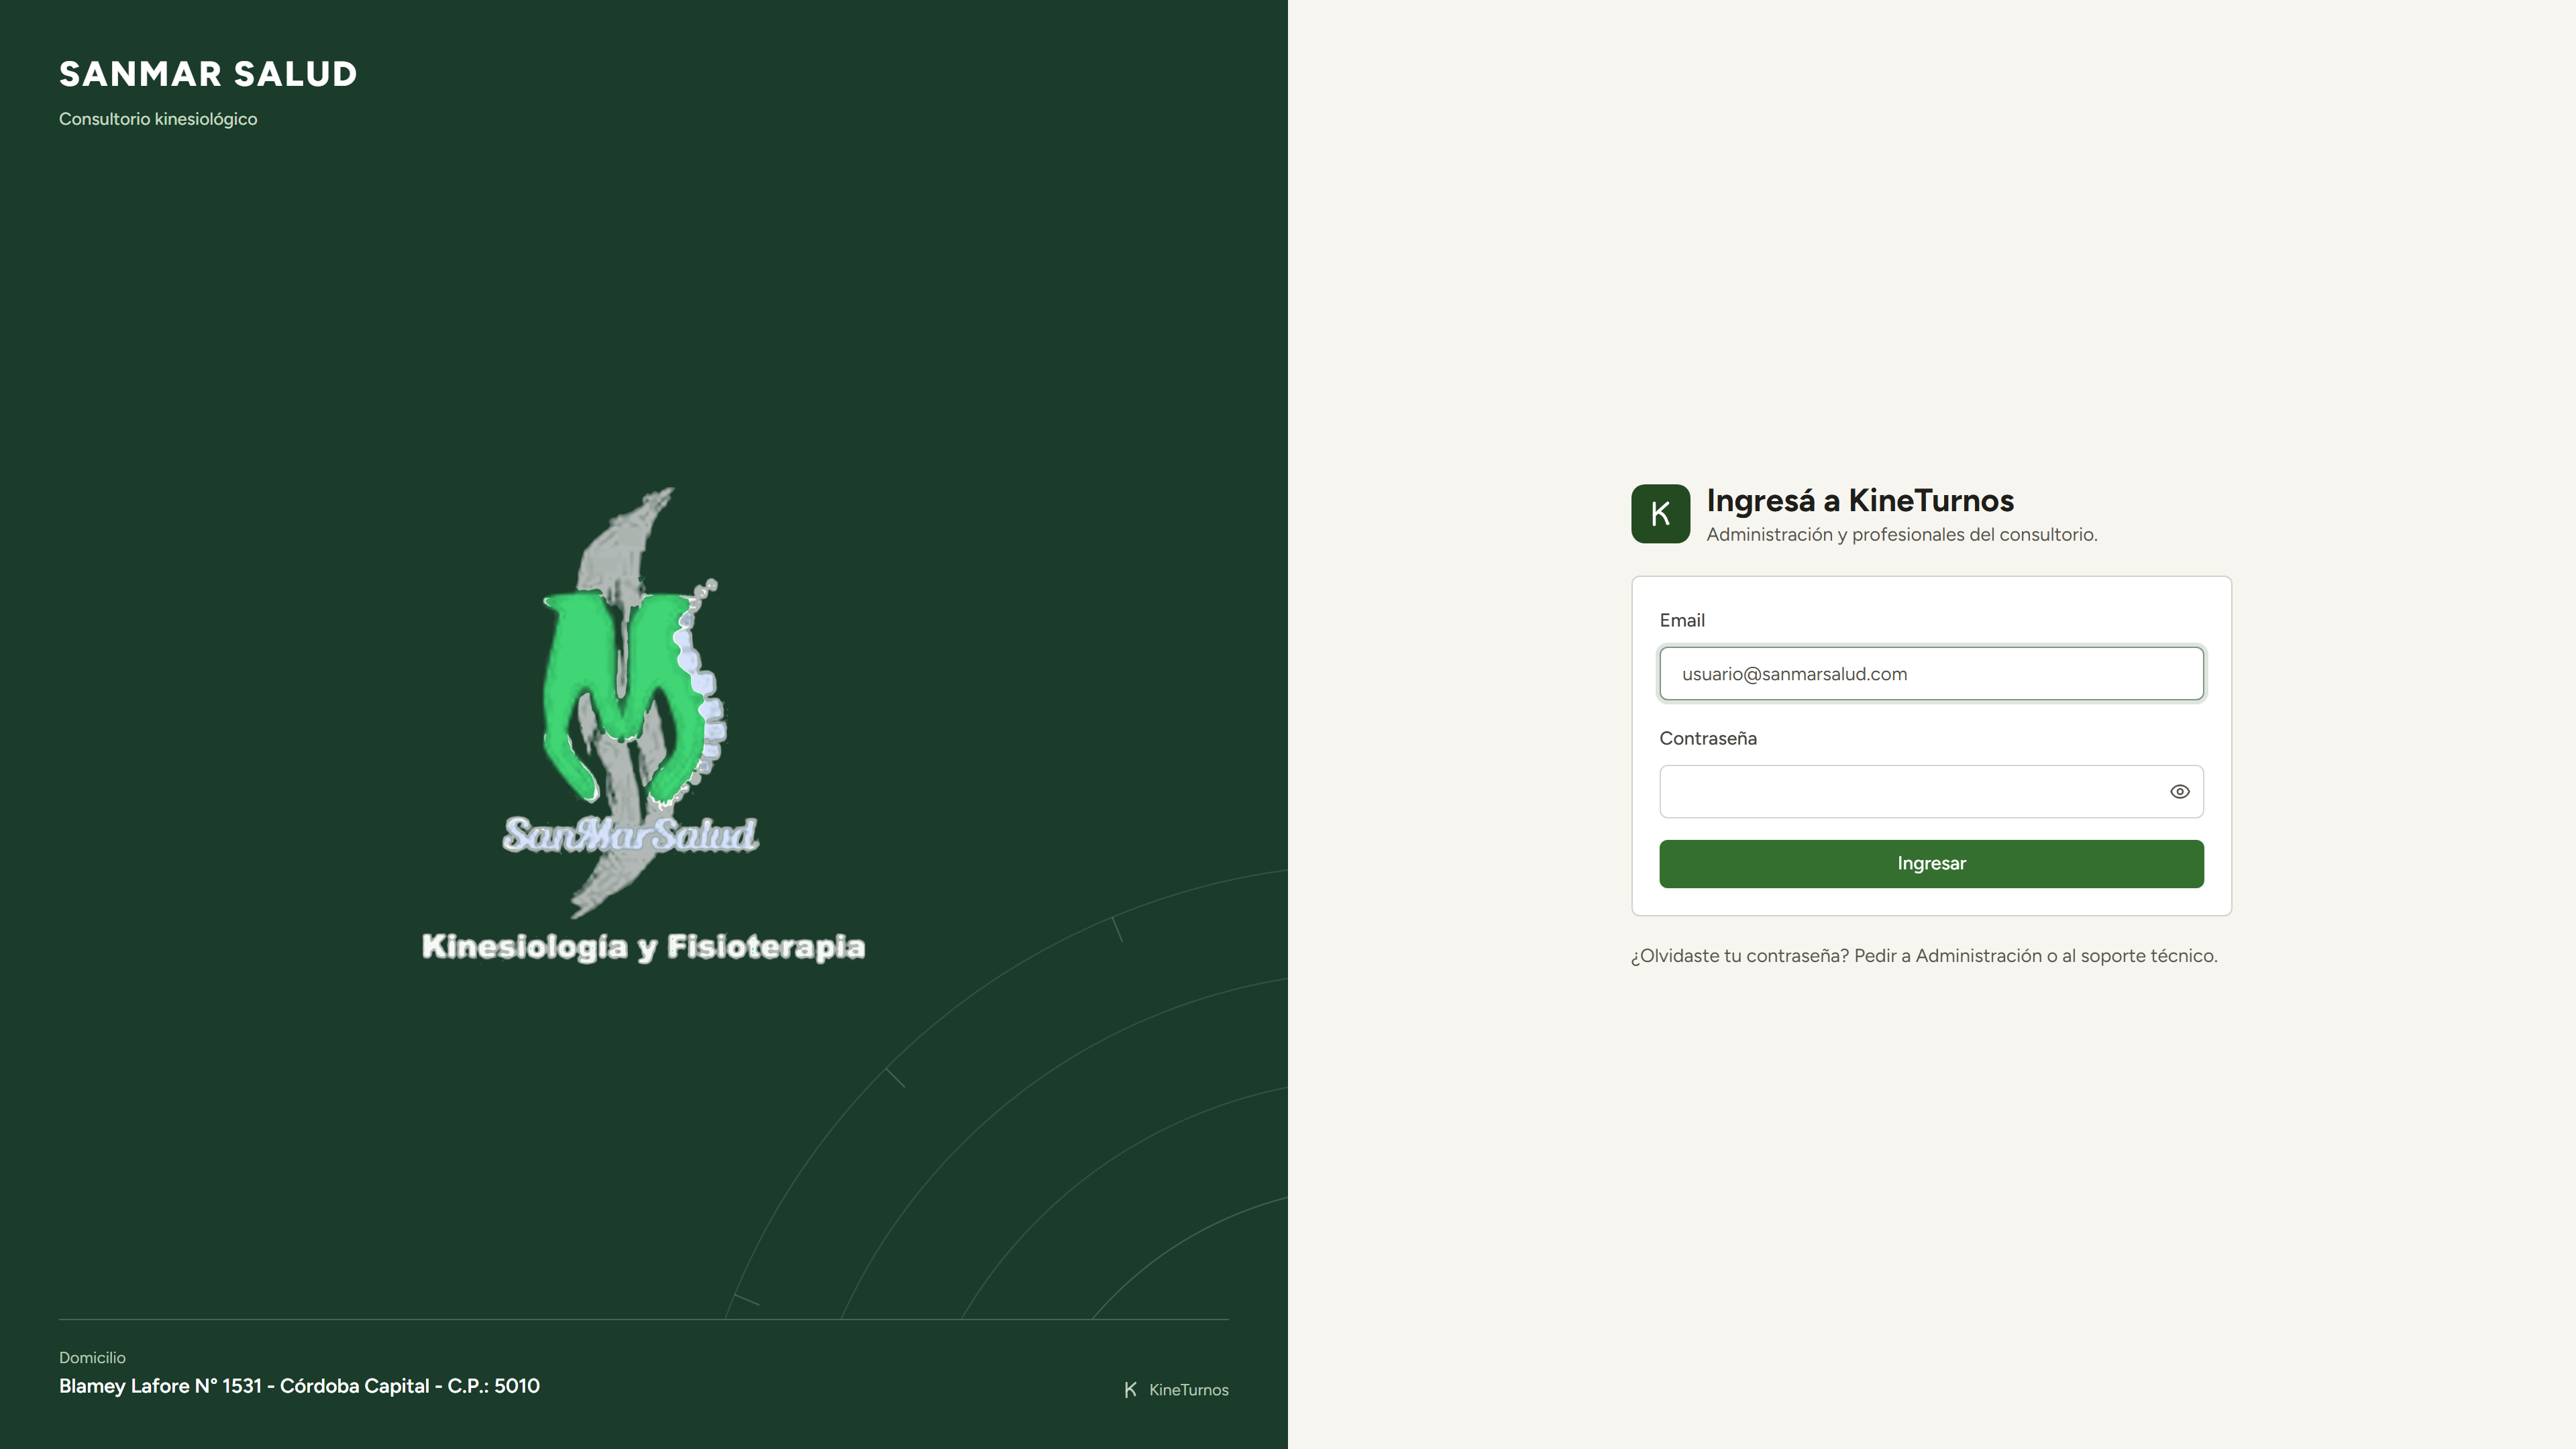 SANMAR SALUD
Consultorio kinesiológico
SanMarSalud
Kinesiología y Fisioterapia
Domicilio
Blamey Lafore N° 1531 - Córdoba Capital - C.P.: 5010
K KineTurnos
K
Ingresá a KineTurnos
Administración y profesionales del consultorio.
Email
usuario@sanmarsalud.com
Contraseña
Ingresar
¿Olvidaste tu contraseña? Pedir a Administración o al soporte técnico.